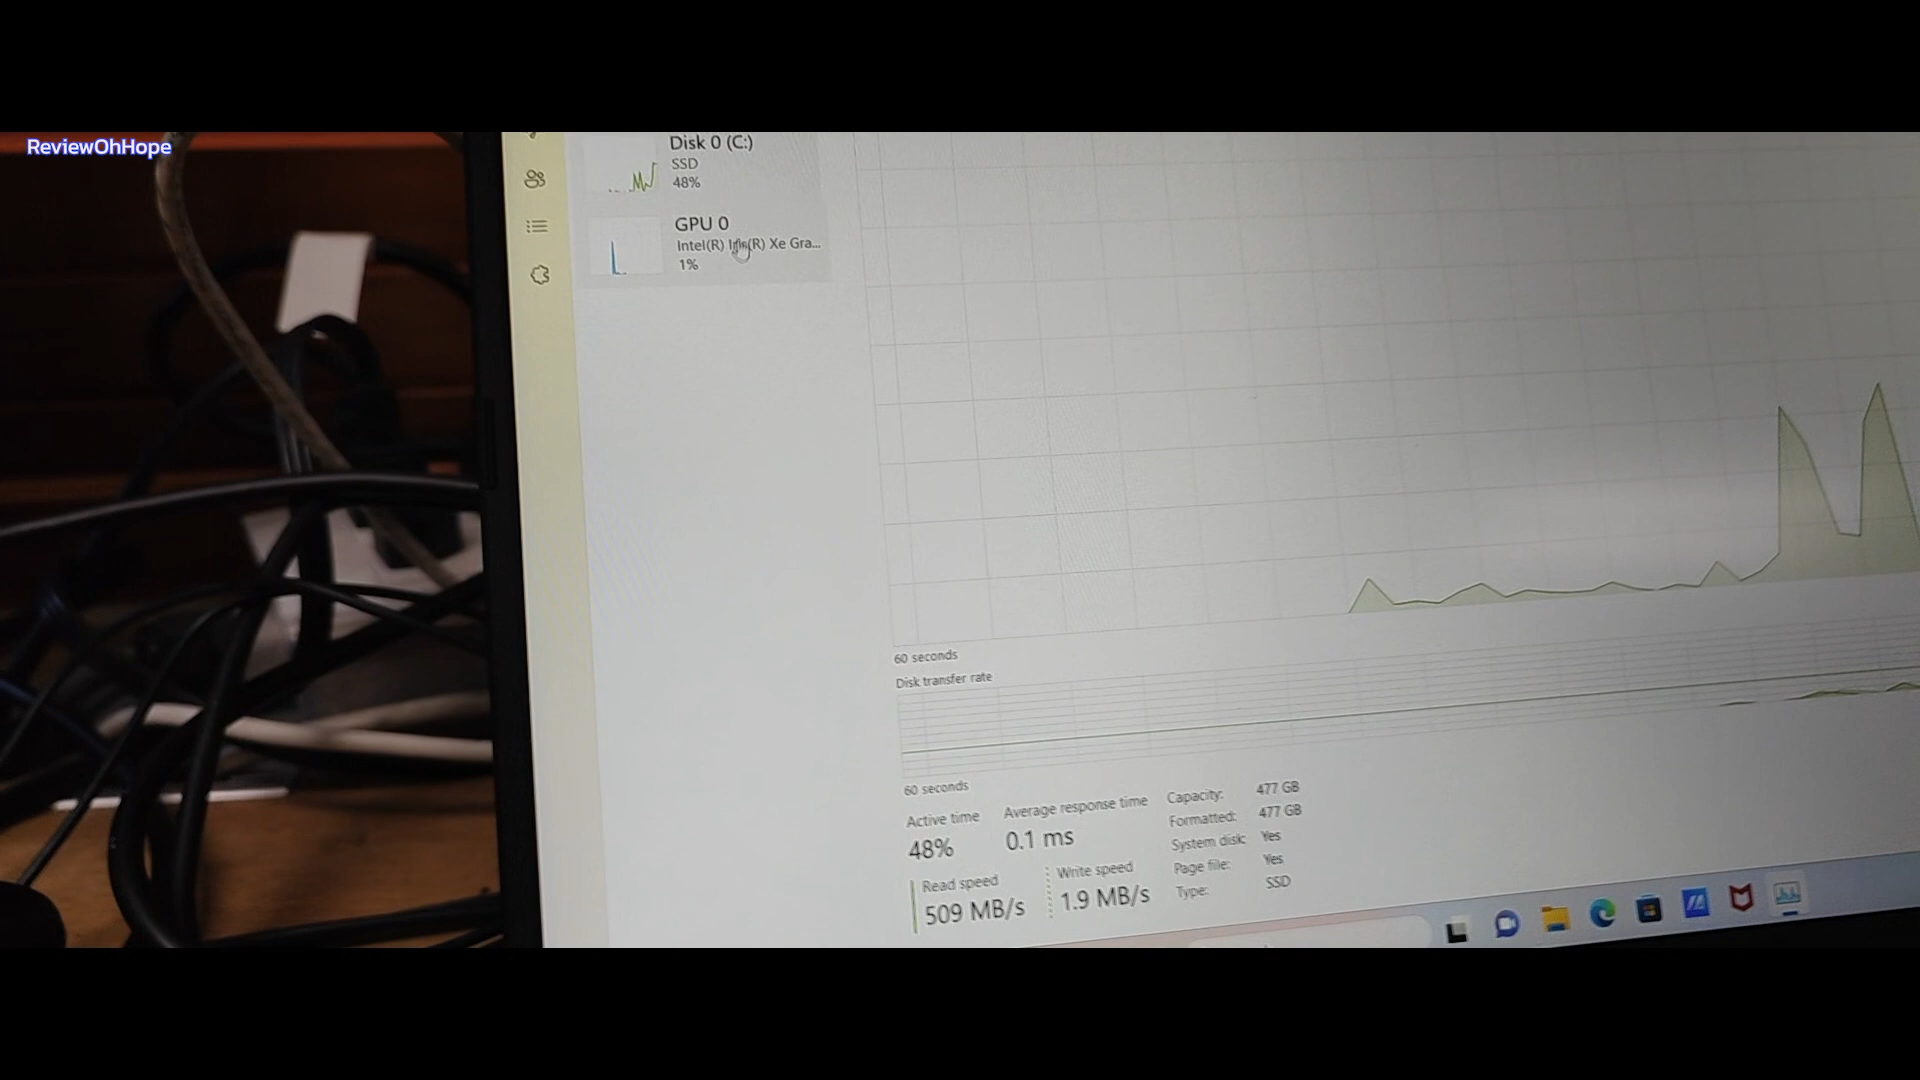 ReviewOhHope
Disk 0 (C:)
SSD
48%
GPU 0
Intel(R) Iris(R) Xe Gra...
1%
60 seconds
Disk transfer rate
60 seconds
Active time
48%
Average response time
0.1 ms
Read speed
509 MB/s
Write speed
1.9 MB/s
Capacity: 477 GB
Formatted: 477 GB
System disk: Yes
Page file: Yes
Type: SSD